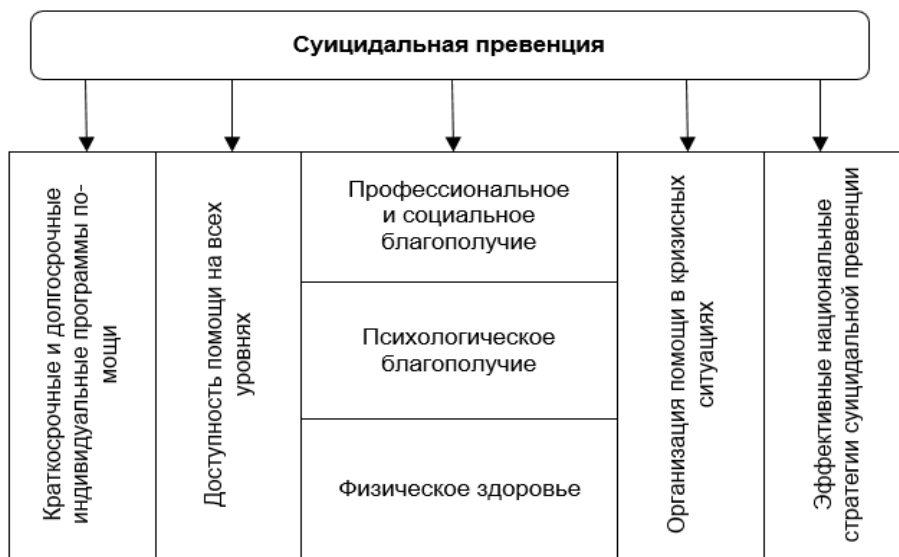 Суицидальная превенция
Краткосрочные и долгосрочные
индивидуальные программы по-
мощи
Доступность помощи на всех
уровнях
Профессиональное
и социальное
благополучие
Психологическое
благополучие
Физическое здоровье
Организация помощи в кризисных
ситуациях
Эффективные национальные
стратегии суицидальной превенции